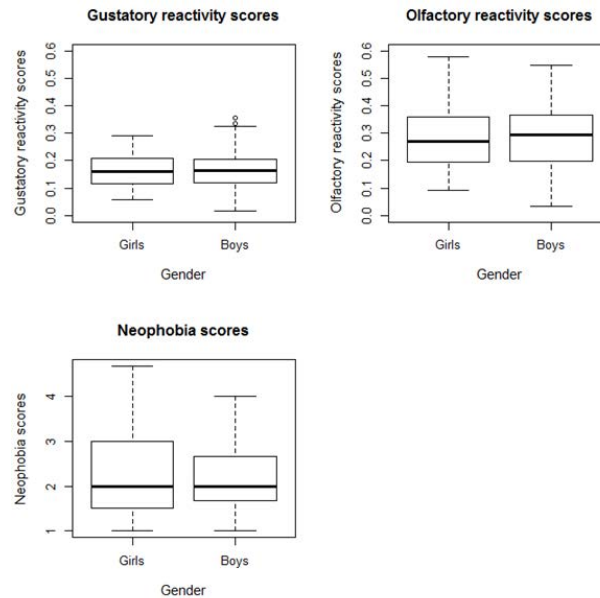 Gustatory reactivity scores
Gustatory reactivity scores
0.0 0.1 0.2 0.3 0.4 0.5 0.6
Girls Boys
Gender
Olfactory reactivity scores
Olfactory reactivity scores
0.0 0.1 0.2 0.3 0.4 0.5 0.6
Girls Boys
Gender
Neophobia scores
Neophobia scores
1 2 3 4
Girls Boys
Gender